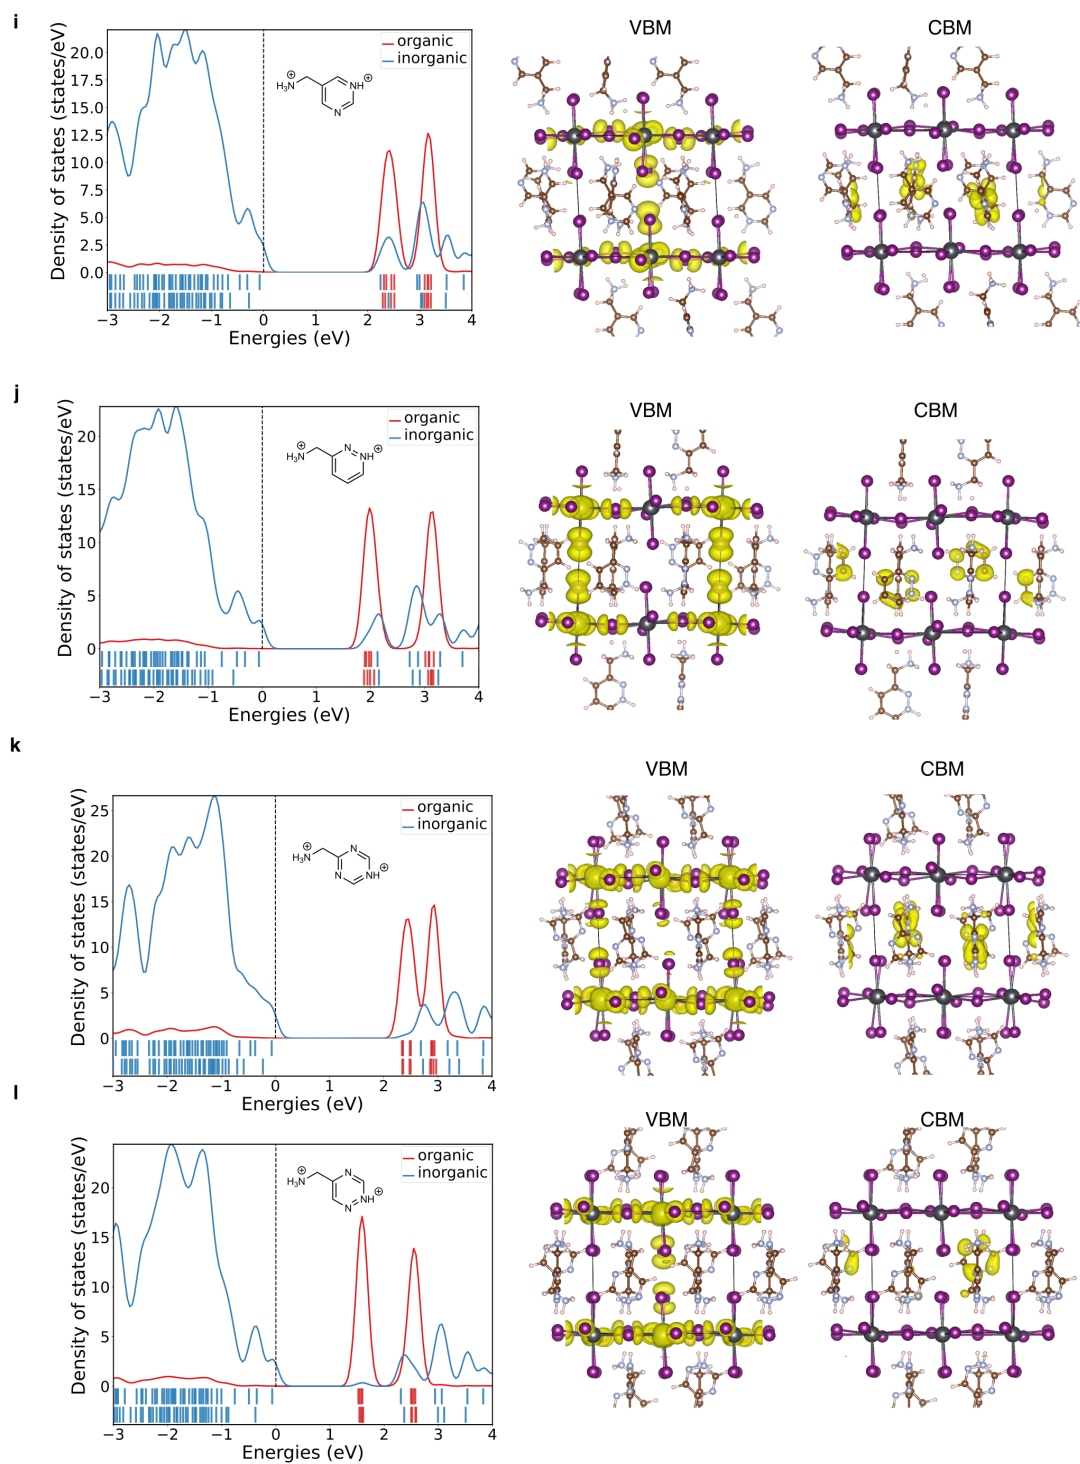 i
VBM
CBM
Density of states (states/eV)
20.0
17.5
15.0
12.5
10.0
7.5
5.0
2.5
0.0
organic
inorganic
H₃N
⊕
NH
⊕
N
−3 −2 −1 0 1 2 3 4
Energies (eV)
j
VBM
CBM
Density of states (states/eV)
20
15
10
5
0
organic
inorganic
⊕
H₃N
N
NH
⊕
−3 −2 −1 0 1 2 3 4
Energies (eV)
k
VBM
CBM
Density of states (states/eV)
25
20
15
10
5
0
organic
inorganic
⊕
H₃N
N
N
NH
⊕
−3 −2 −1 0 1 2 3 4
Energies (eV)
l
VBM
CBM
Density of states (states/eV)
20
15
10
5
0
organic
inorganic
⊕
H₃N
N
N
NH
⊕
−3 −2 −1 0 1 2 3 4
Energies (eV)